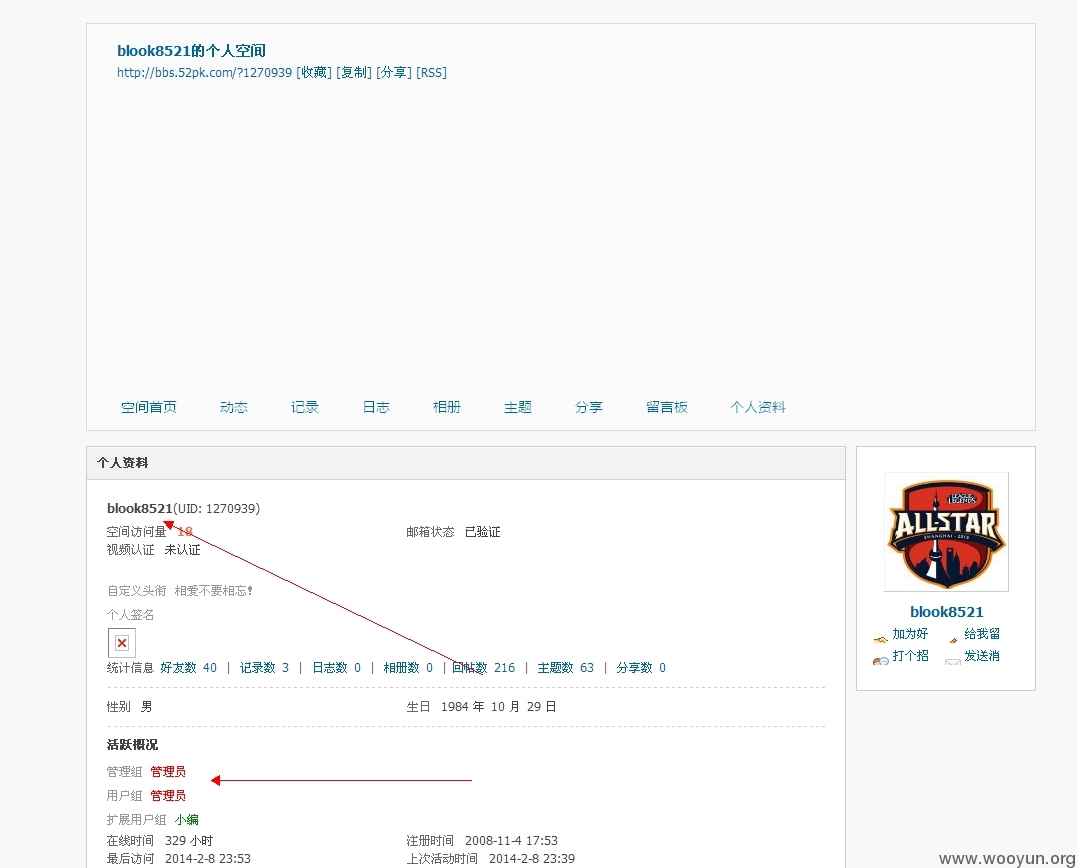 blook8521的个人空间
http://bbs.52pk.com/?1270939 [收藏] [复制] [分享] [RSS]
空间首页 动态 记录 日志 相册 主题 分享 留言板 个人资料
个人资料
blook8521(UID: 1270939)
空间访问量 18 邮箱状态 已验证
视频认证 未认证
自定义头衔 相爱不要相忘!
个人签名
统计信息 好友数 40 | 记录数 3 | 日志数 0 | 相册数 0 | 回帖数 216 | 主题数 63 | 分享数 0
性别 男 生日 1984 年 10 月 29 日
活跃概况
管理组 管理员
用户组 管理员
扩展用户组 小编
在线时间 329 小时 注册时间 2008-11-4 17:53
最后访问 2014-2-8 23:53 上次活动时间 2014-2-8 23:39
LEAGUE of LEGENDS
ALL-STAR
SHANGHAI - 2013
blook8521
加为好 给我留
打个招 发送消
www.wooyun.org